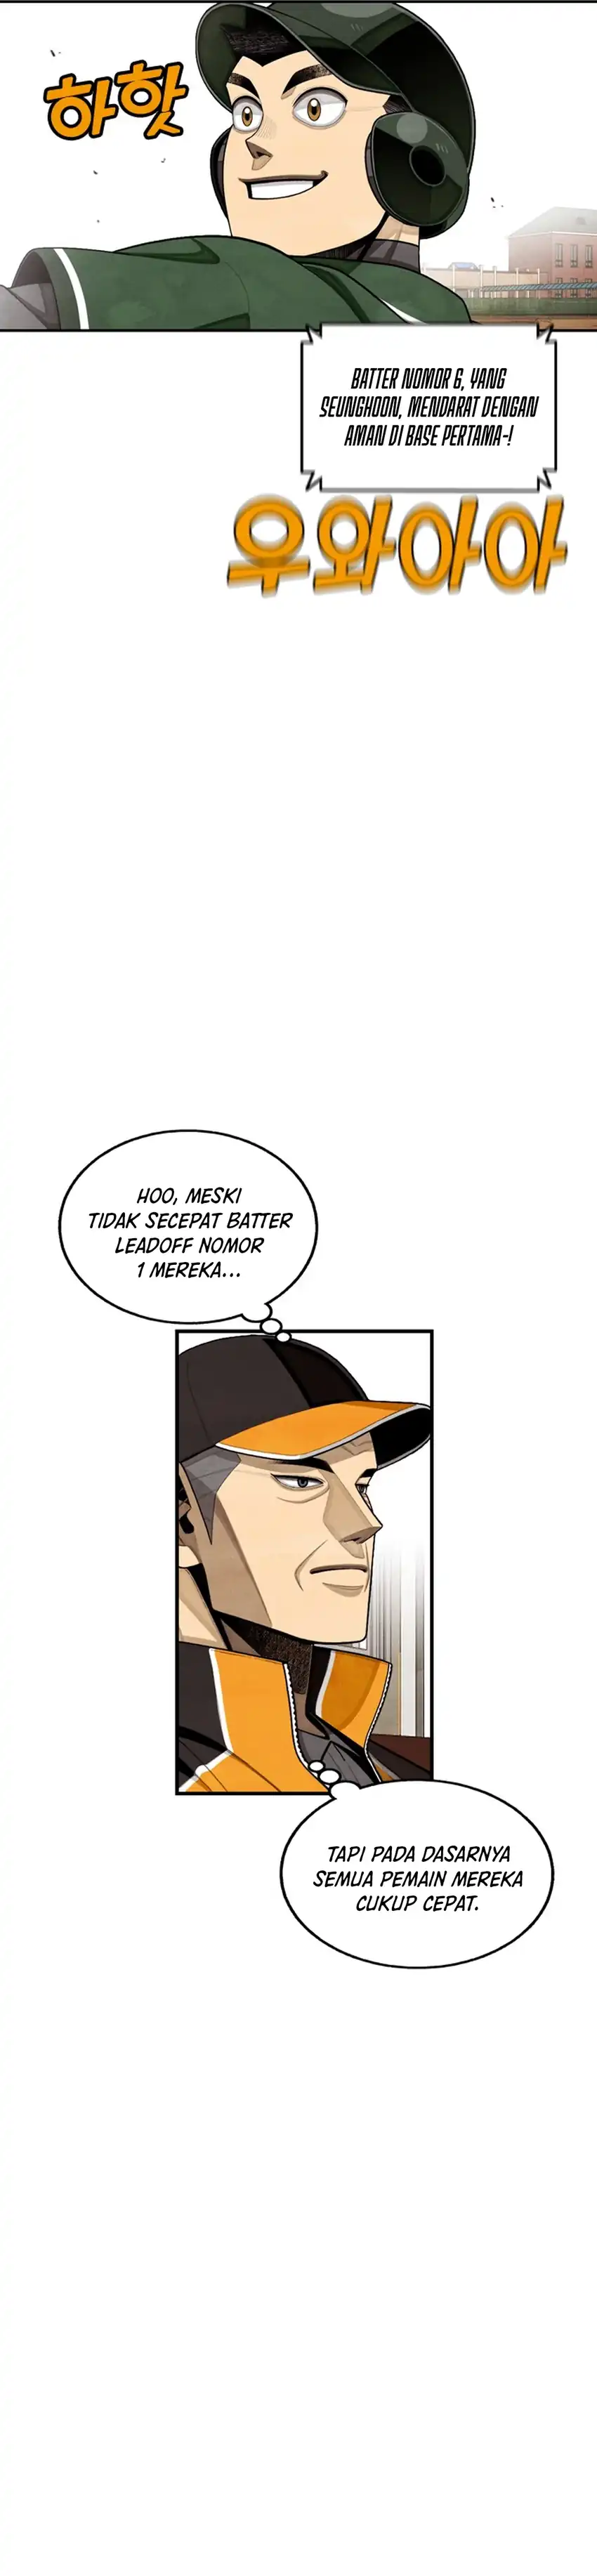 하핫
BATTER NOMOR 6, YANG
SEUNGHOON, MENDARAT DENGAN
AMAN DI BASE PERTAMA-!
우와아아
HOO, MESKI
TIDAK SECEPAT BATTER
LEADOFF NOMOR
1 MEREKA...
TAPI PADA DASARNYA
SEMUA PEMAIN MEREKA
CUKUP CEPAT.